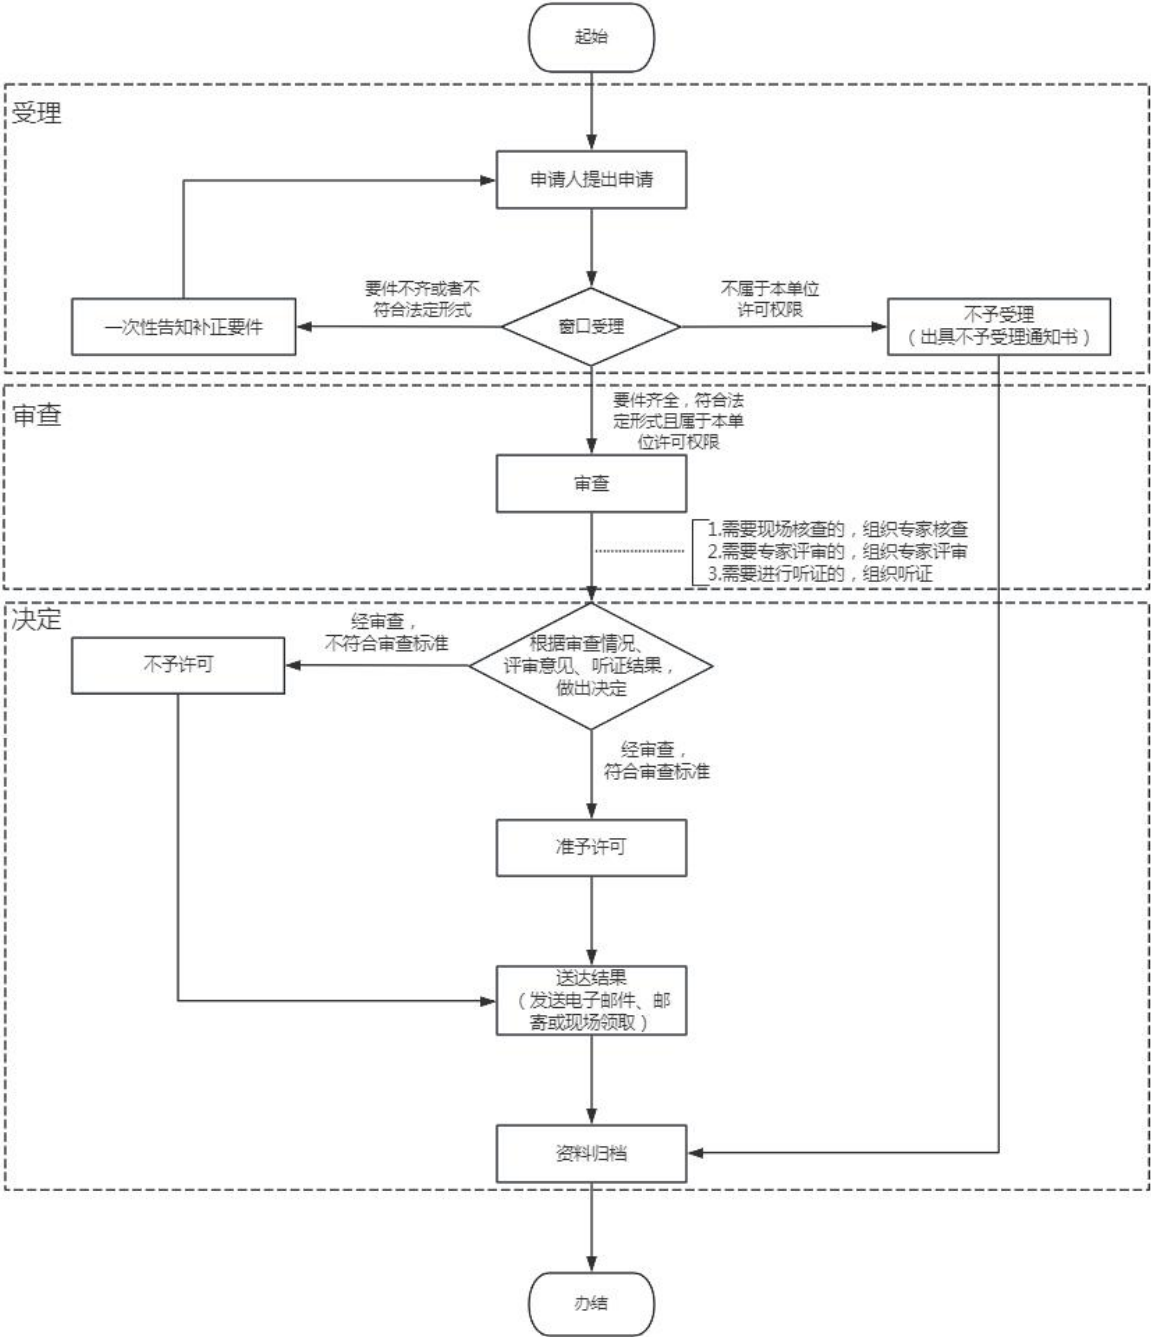 起始
受理
申请人提出申请
要件不齐或者不
符合法定形式
不属于本单位
许可权限
一次性告知补正要件
窗口受理
不予受理
（出具不予受理通知书）
审查
要件齐全，符合法
定形式且属于本单
位许可权限
审查
1.需要现场核查的，组织专家核查
2.需要专家评审的，组织专家评审
3.需要进行听证的，组织听证
决定
经审查，
不符合审查标准
不予许可
根据审查情况、
评审意见、听证结果，
做出决定
经审查，
符合审查标准
准予许可
送达结果
（发送电子邮件、邮
寄或现场领取）
资料归档
办结